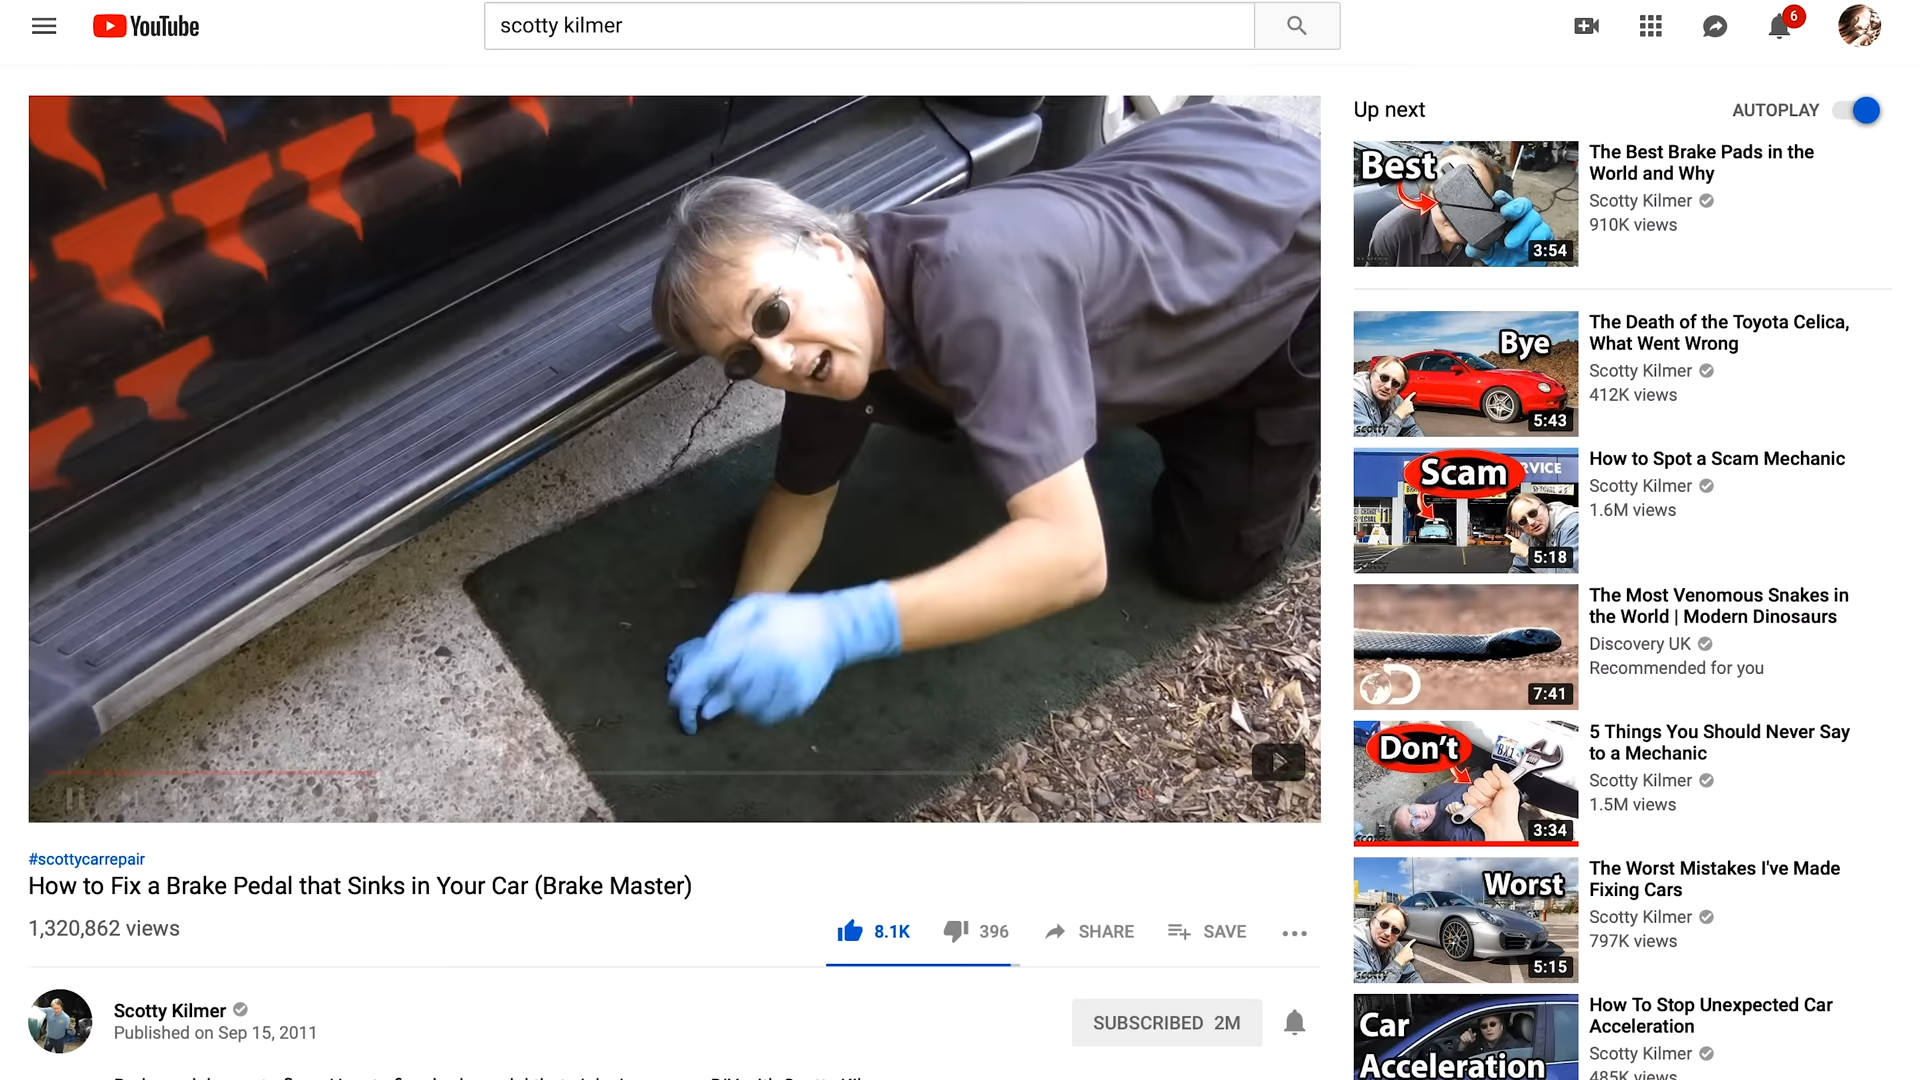 YouTube
scotty kilmer
6
Up next
AUTOPLAY
Best
3:54
The Best Brake Pads in the
World and Why
Scotty Kilmer
910K views
Bye
scotty
5:43
The Death of the Toyota Celica,
What Went Wrong
Scotty Kilmer
412K views
Scam
RVICE
5:18
How to Spot a Scam Mechanic
Scotty Kilmer
1.6M views
7:41
The Most Venomous Snakes in
the World | Modern Dinosaurs
Discovery UK
Recommended for you
Don't
3:34
5 Things You Should Never Say
to a Mechanic
Scotty Kilmer
1.5M views
Worst
scotty
5:15
The Worst Mistakes I've Made
Fixing Cars
Scotty Kilmer
797K views
Car
Acceleration
How To Stop Unexpected Car
Acceleration
Scotty Kilmer
485K views
#scottycarrepair
How to Fix a Brake Pedal that Sinks in Your Car (Brake Master)
1,320,862 views
8.1K
396
SHARE
SAVE
Scotty Kilmer
Published on Sep 15, 2011
SUBSCRIBED 2M